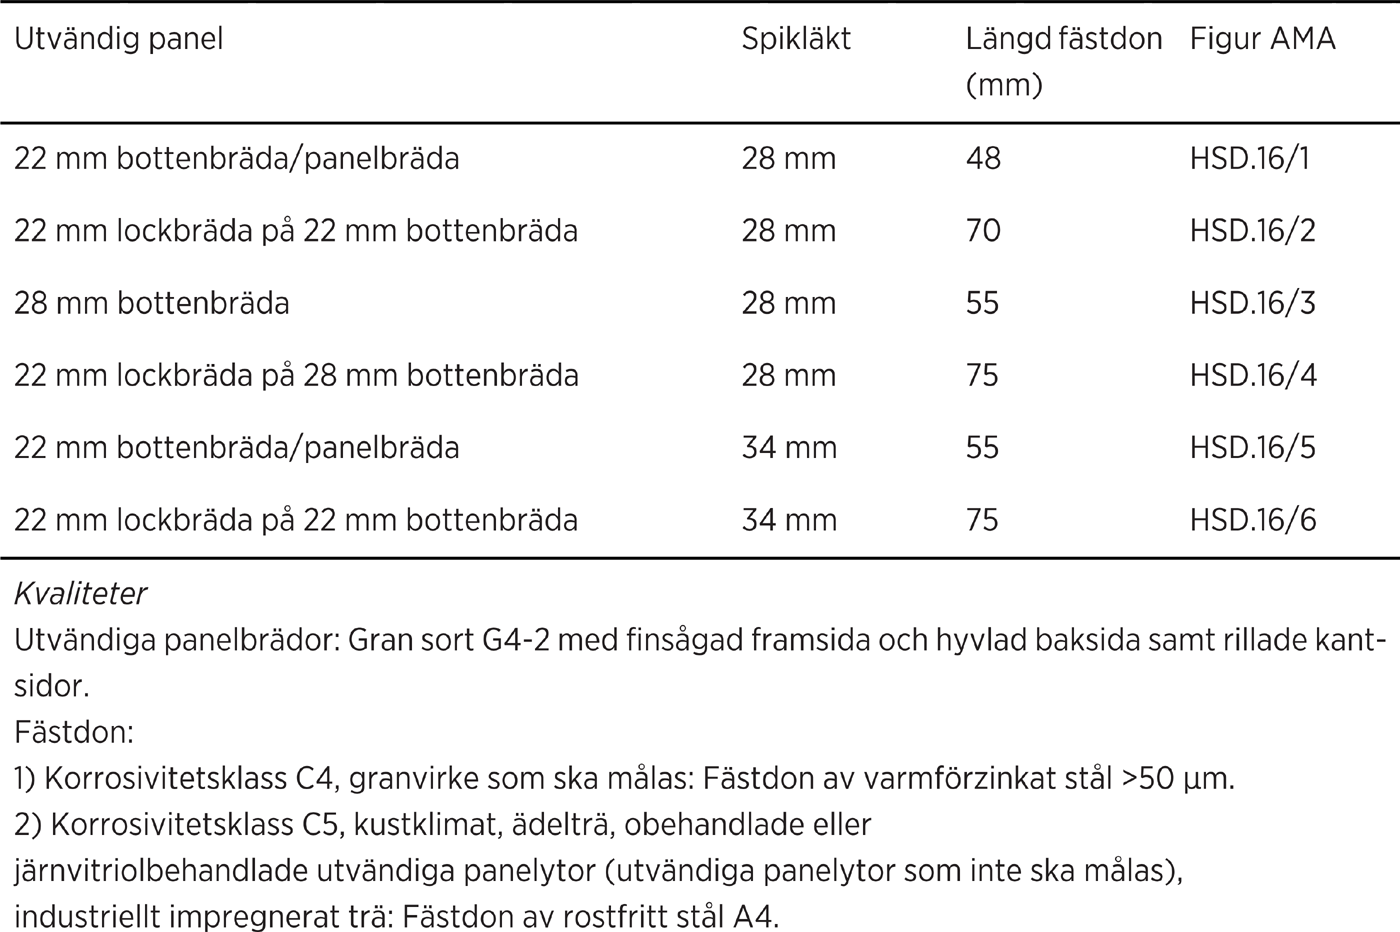 Utvändig panel Spikläkt Längd fästdon (mm) Figur AMA
22 mm bottenbräda/panelbräda 28 mm 48 HSD.16/1
22 mm lockbräda på 22 mm bottenbräda 28 mm 70 HSD.16/2
28 mm bottenbräda 28 mm 55 HSD.16/3
22 mm lockbräda på 28 mm bottenbräda 28 mm 75 HSD.16/4
22 mm bottenbräda/panelbräda 34 mm 55 HSD.16/5
22 mm lockbräda på 22 mm bottenbräda 34 mm 75 HSD.16/6
Kvaliteter
Utvändiga panelbrädor: Gran sort G4-2 med finsågad framsida och hyvlad baksida samt rillade kant-
sidor.
Fästdon:
1) Korrosivitetsklass C4, granvirke som ska målas: Fästdon av varmförzinkat stål >50 µm.
2) Korrosivitetsklass C5, kustklimat, ädelträ, obehandlade eller
järnvitriolbehandlade utvändiga panelytor (utvändiga panelytor som inte ska målas),
industriellt impregnerat trä: Fästdon av rostfritt stål A4.